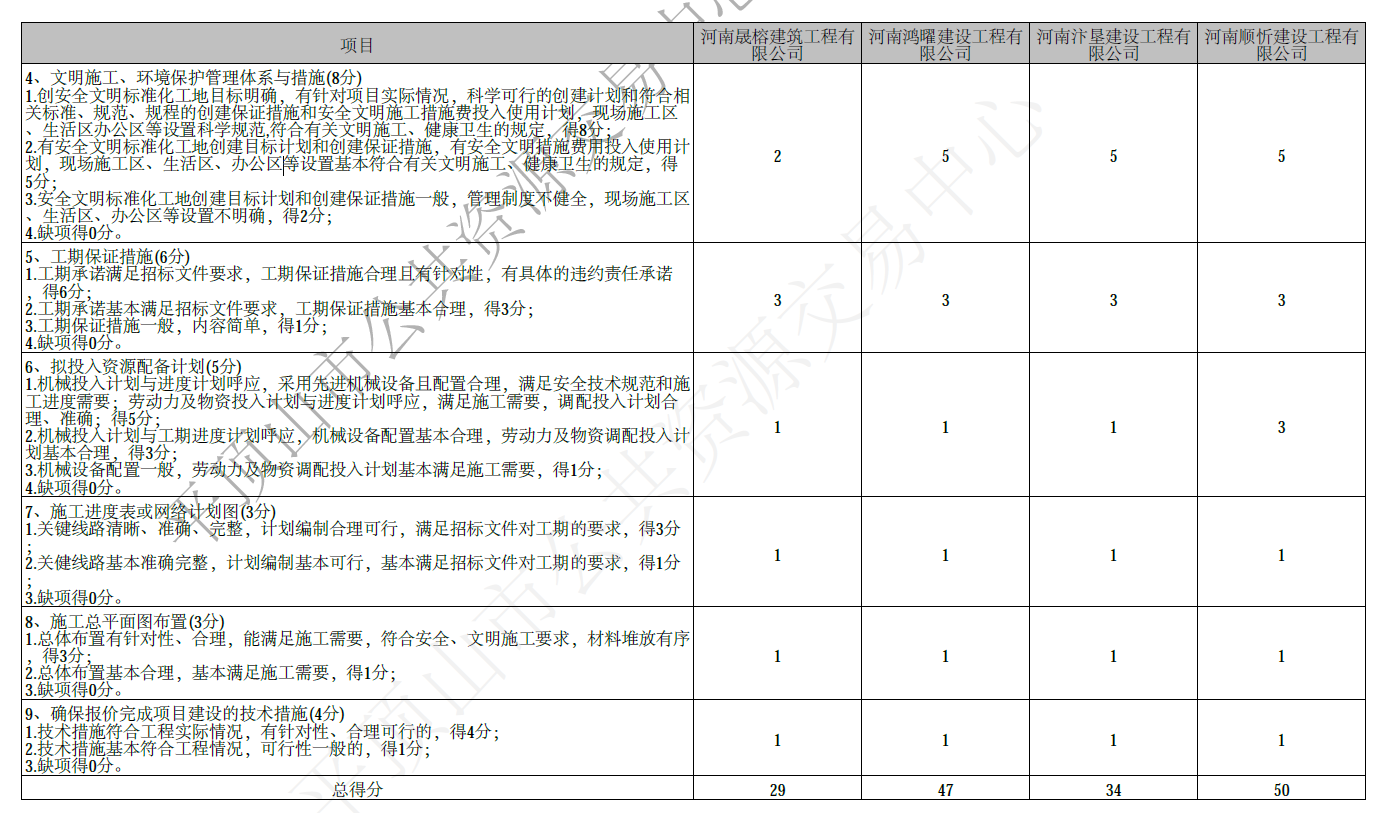 项目
河南晟榕建筑工程有
限公司
河南鸿曜建设工程有
限公司
河南汴垦建设工程有
限公司
河南顺忻建设工程有
限公司
4、文明施工、环境保护管理体系与措施(8分)
1.创安全文明标准化工地目标明确，有针对项目实际情况，科学可行的创建计划和符合相
关标准、规范、规程的创建保证措施和安全文明施工措施费投入使用计划，现场施工区
、生活区办公区等设置科学规范,符合有关文明施工、健康卫生的规定，得8分；
2.有安全文明标准化工地创建目标计划和创建保证措施，有安全文明措施费用投入使用计
划，现场施工区、生活区、办公区等设置基本符合有关文明施工、健康卫生的规定，得
5分；
3.安全文明标准化工地创建目标计划和创建保证措施一般，管理制度不健全，现场施工区
、生活区、办公区等设置不明确，得2分；
4.缺项得0分。
2
5
5
5
5、工期保证措施(6分)
1.工期承诺满足招标文件要求，工期保证措施合理且有针对性，有具体的违约责任承诺
，得6分；
2.工期承诺基本满足招标文件要求，工期保证措施基本合理，得3分；
3.工期保证措施一般，内容简单，得1分；
4.缺项得0分。
3
3
3
3
6、拟投入资源配备计划(5分)
1.机械投入计划与进度计划呼应，采用先进机械设备且配置合理，满足安全技术规范和施
工进度需要；劳动力及物资投入计划与进度计划呼应，满足施工需要，调配投入计划合
理、准确；得5分；
2.机械投入计划与工期进度计划呼应，机械设备配置基本合理，劳动力及物资调配投入计
划基本合理，得3分；
3.机械设备配置一般，劳动力及物资调配投入计划基本满足施工需要，得1分；
4.缺项得0分。
1
1
1
3
7、施工进度表或网络计划图(3分)
1.关键线路清晰、准确、完整，计划编制合理可行，满足招标文件对工期的要求，得3分
；
2.关健线路基本准确完整，计划编制基本可行，基本满足招标文件对工期的要求，得1分
；
3.缺项得0分。
1
1
1
1
8、施工总平面图布置(3分)
1.总体布置有针对性、合理，能满足施工需要，符合安全、文明施工要求，材料堆放有序
，得3分；
2.总体布置基本合理，基本满足施工需要，得1分；
3.缺项得0分。
1
1
1
1
9、确保报价完成项目建设的技术措施(4分)
1.技术措施符合工程实际情况，有针对性、合理可行的，得4分；
2.技术措施基本符合工程情况，可行性一般的，得1分；
3.缺项得0分。
1
1
1
1
总得分
29
47
34
50
平顶山市公共资源交易中心
平顶山市公共资源交易中心